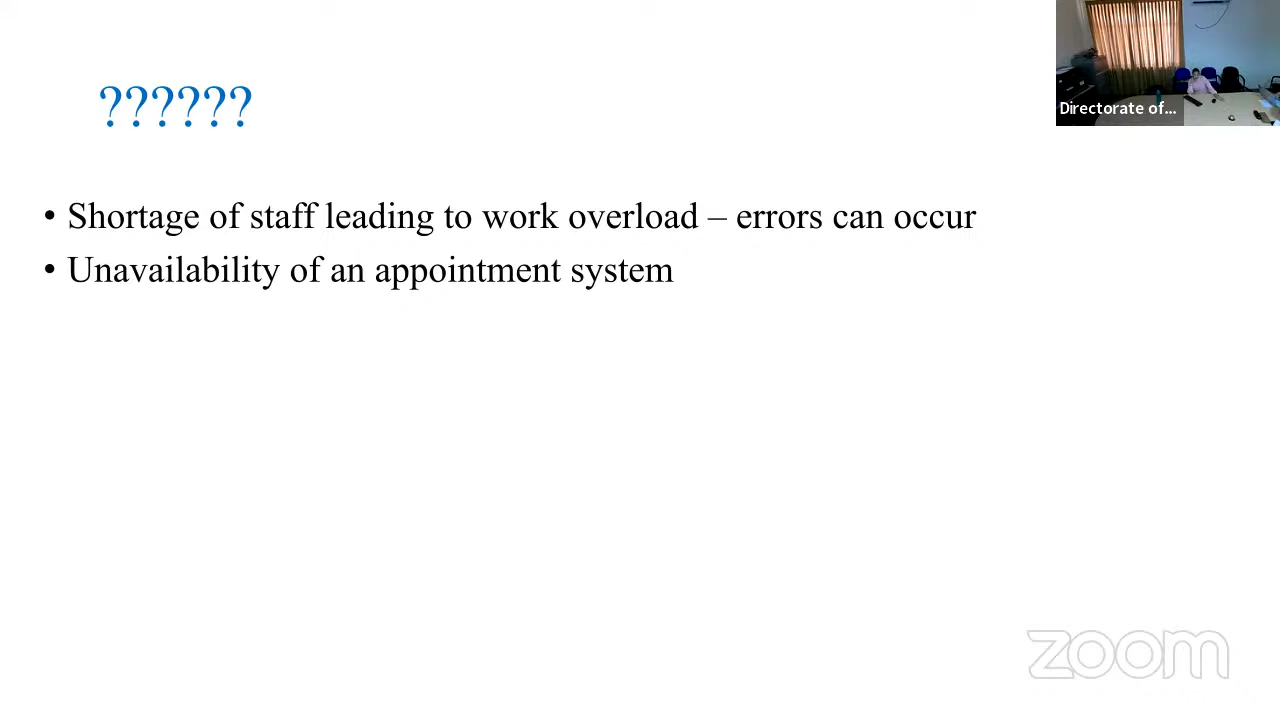 ??????
Directorate of...
• Shortage of staff leading to work overload – errors can occur
• Unavailability of an appointment system
zoom